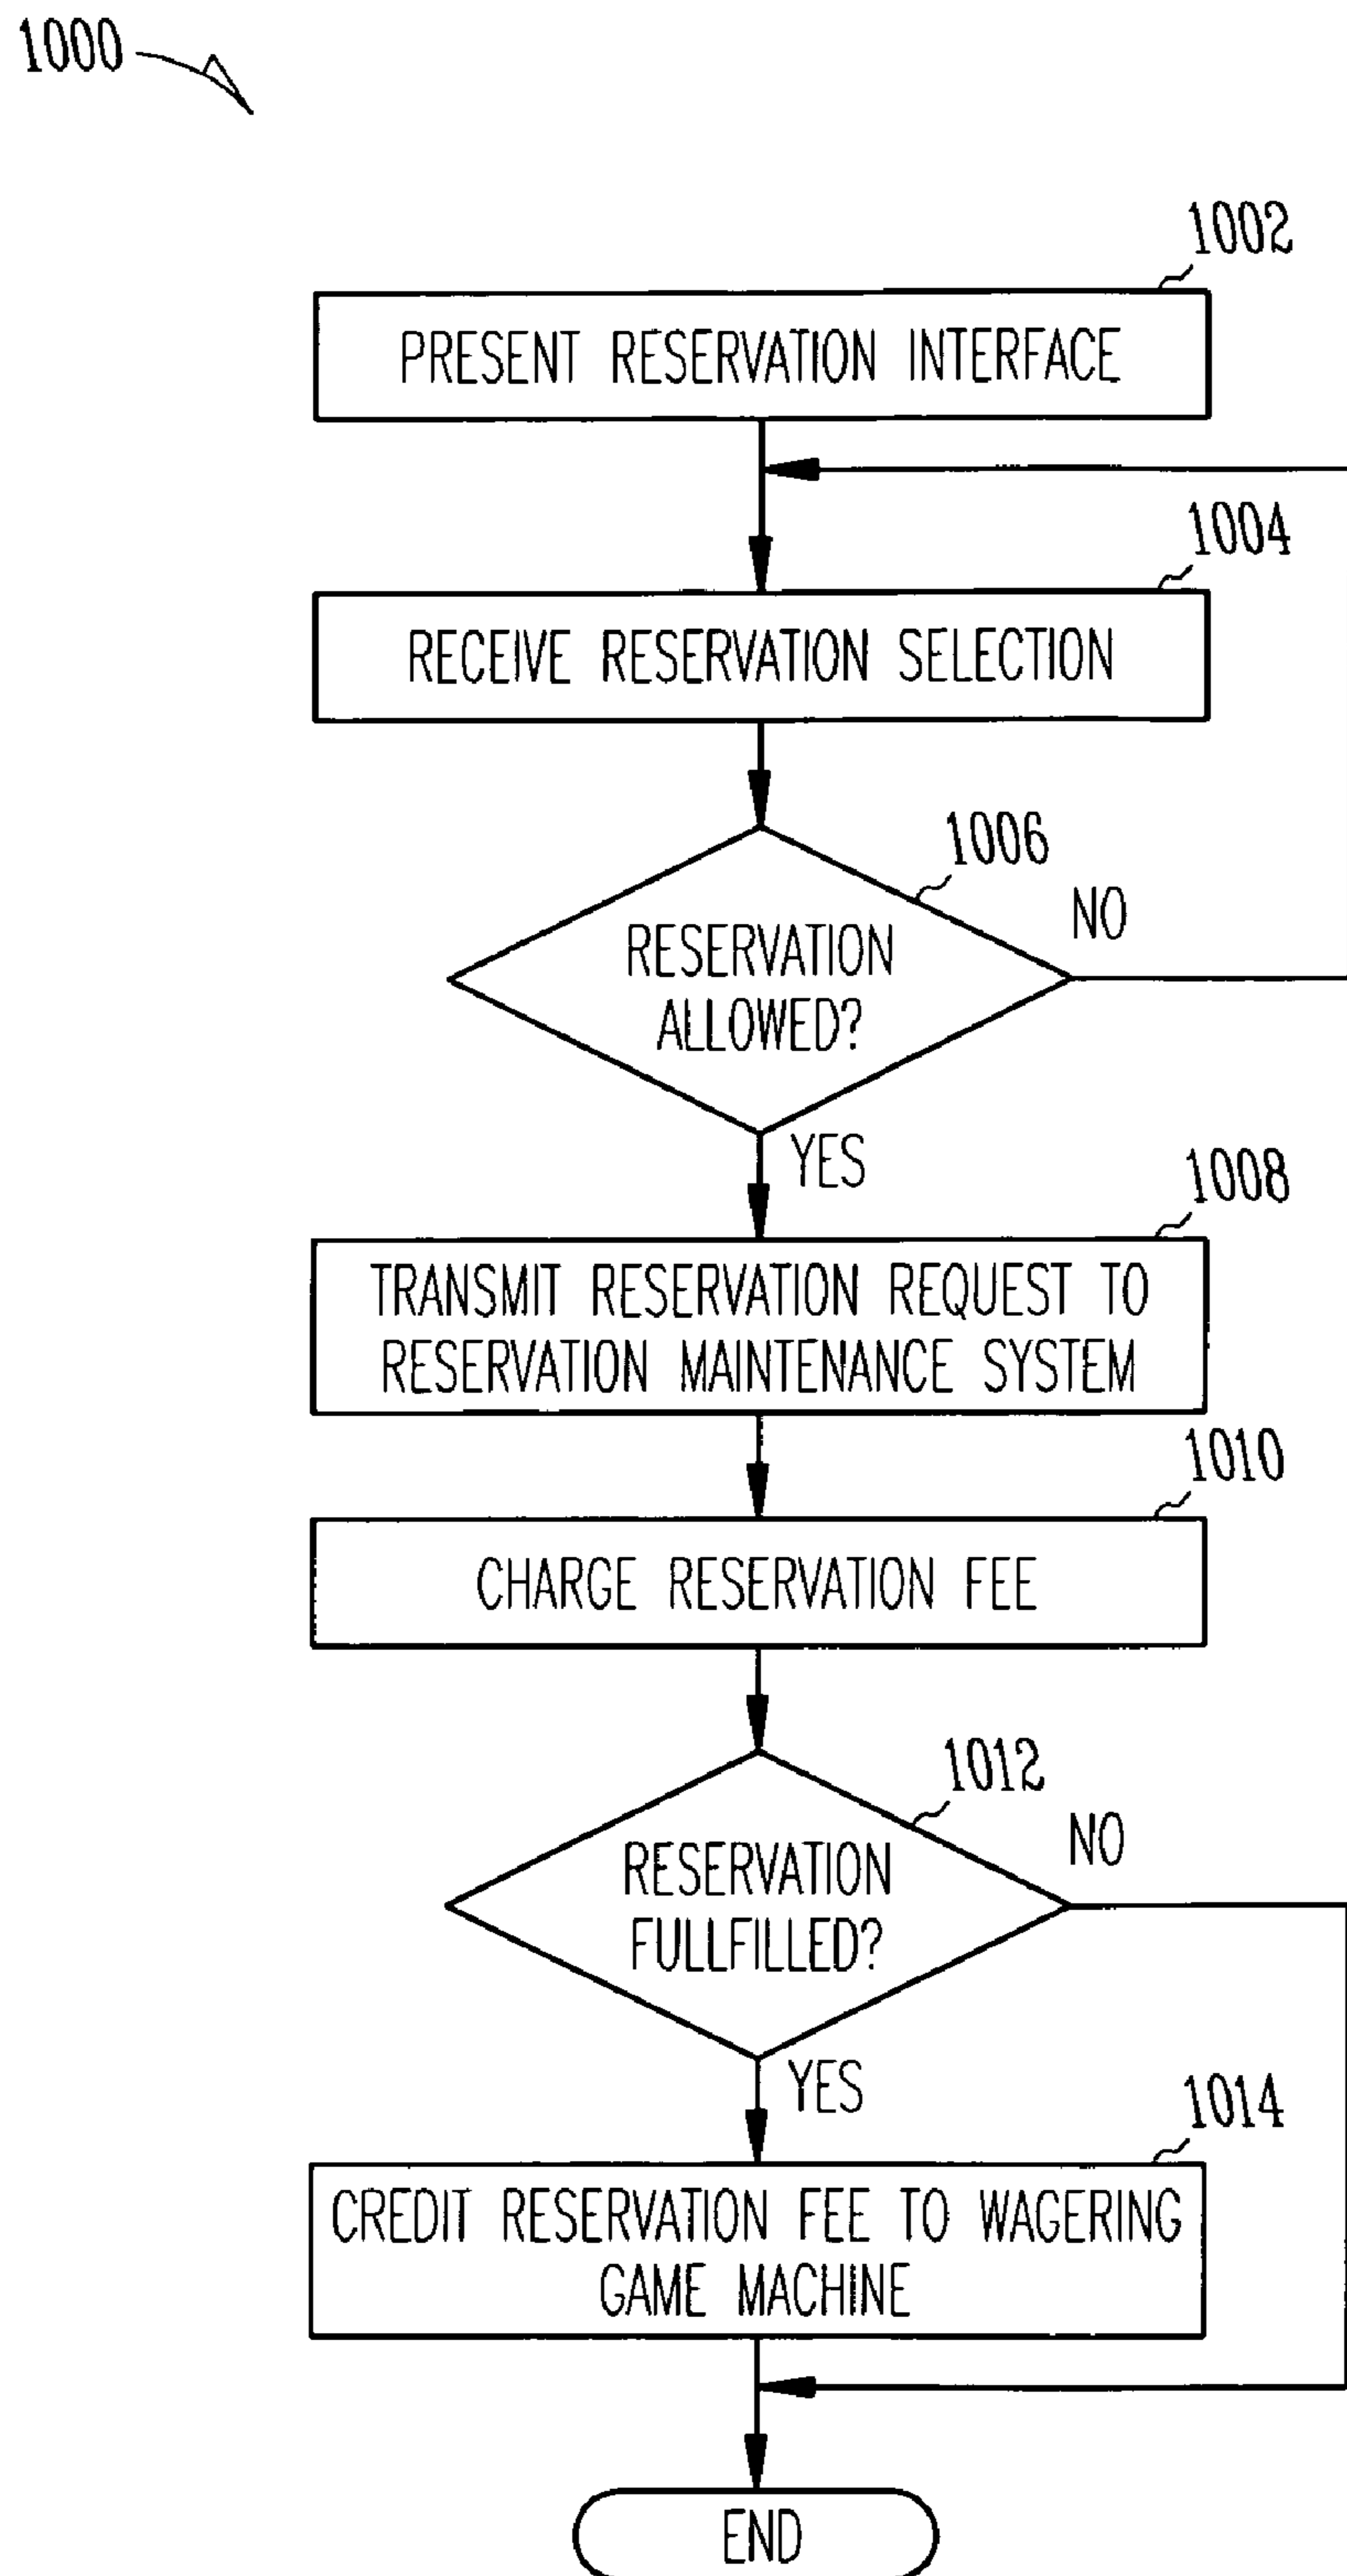 1000
1002
PRESENT RESERVATION INTERFACE
1004
RECEIVE RESERVATION SELECTION
1006
NO
RESERVATION
ALLOWED?
YES
1008
TRANSMIT RESERVATION REQUEST TO
RESERVATION MAINTENANCE SYSTEM
1010
CHARGE RESERVATION FEE
1012
NO
RESERVATION
FULLFILLED?
YES
1014
CREDIT RESERVATION FEE TO WAGERING
GAME MACHINE
END